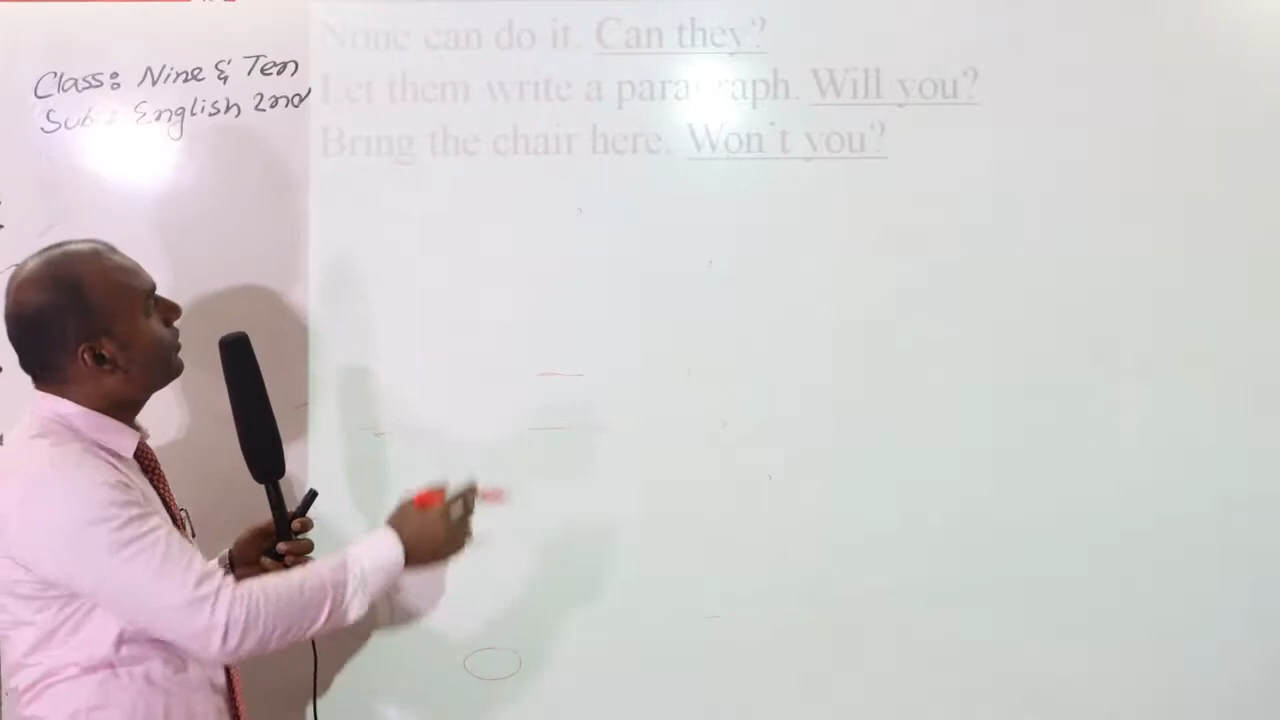 Class: Nine & Ten
Sub: English 2nd
None can do it. Can they?
Let them write a paragraph. Will you?
Bring the chair here. Won't you?